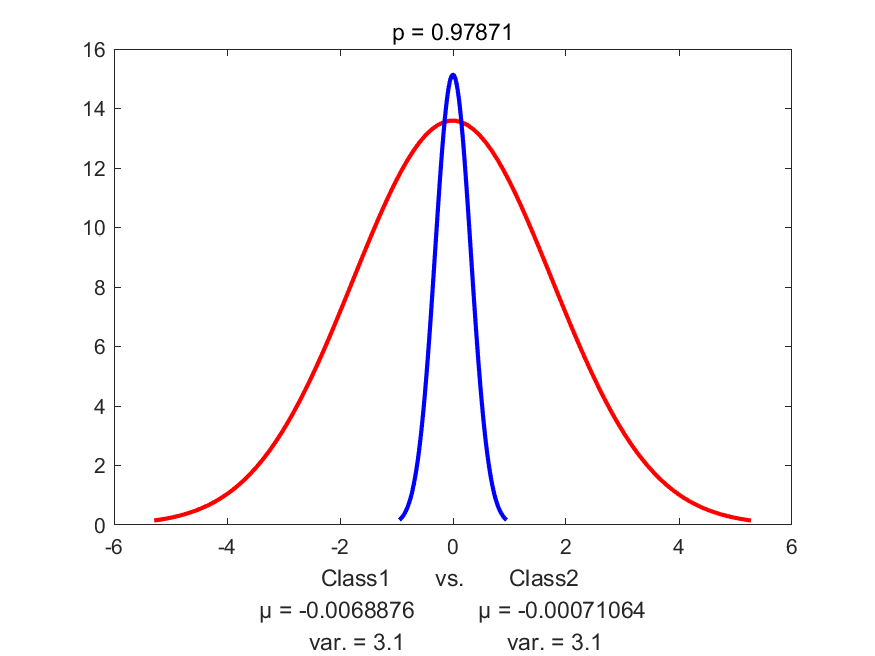 p = 0.97871
16
14
12
10
8
6
4
2
0
-6 -4 -2 0 2 4 6
Class1 vs. Class2
μ = -0.0068876 μ = -0.00071064
var. = 3.1 var. = 3.1